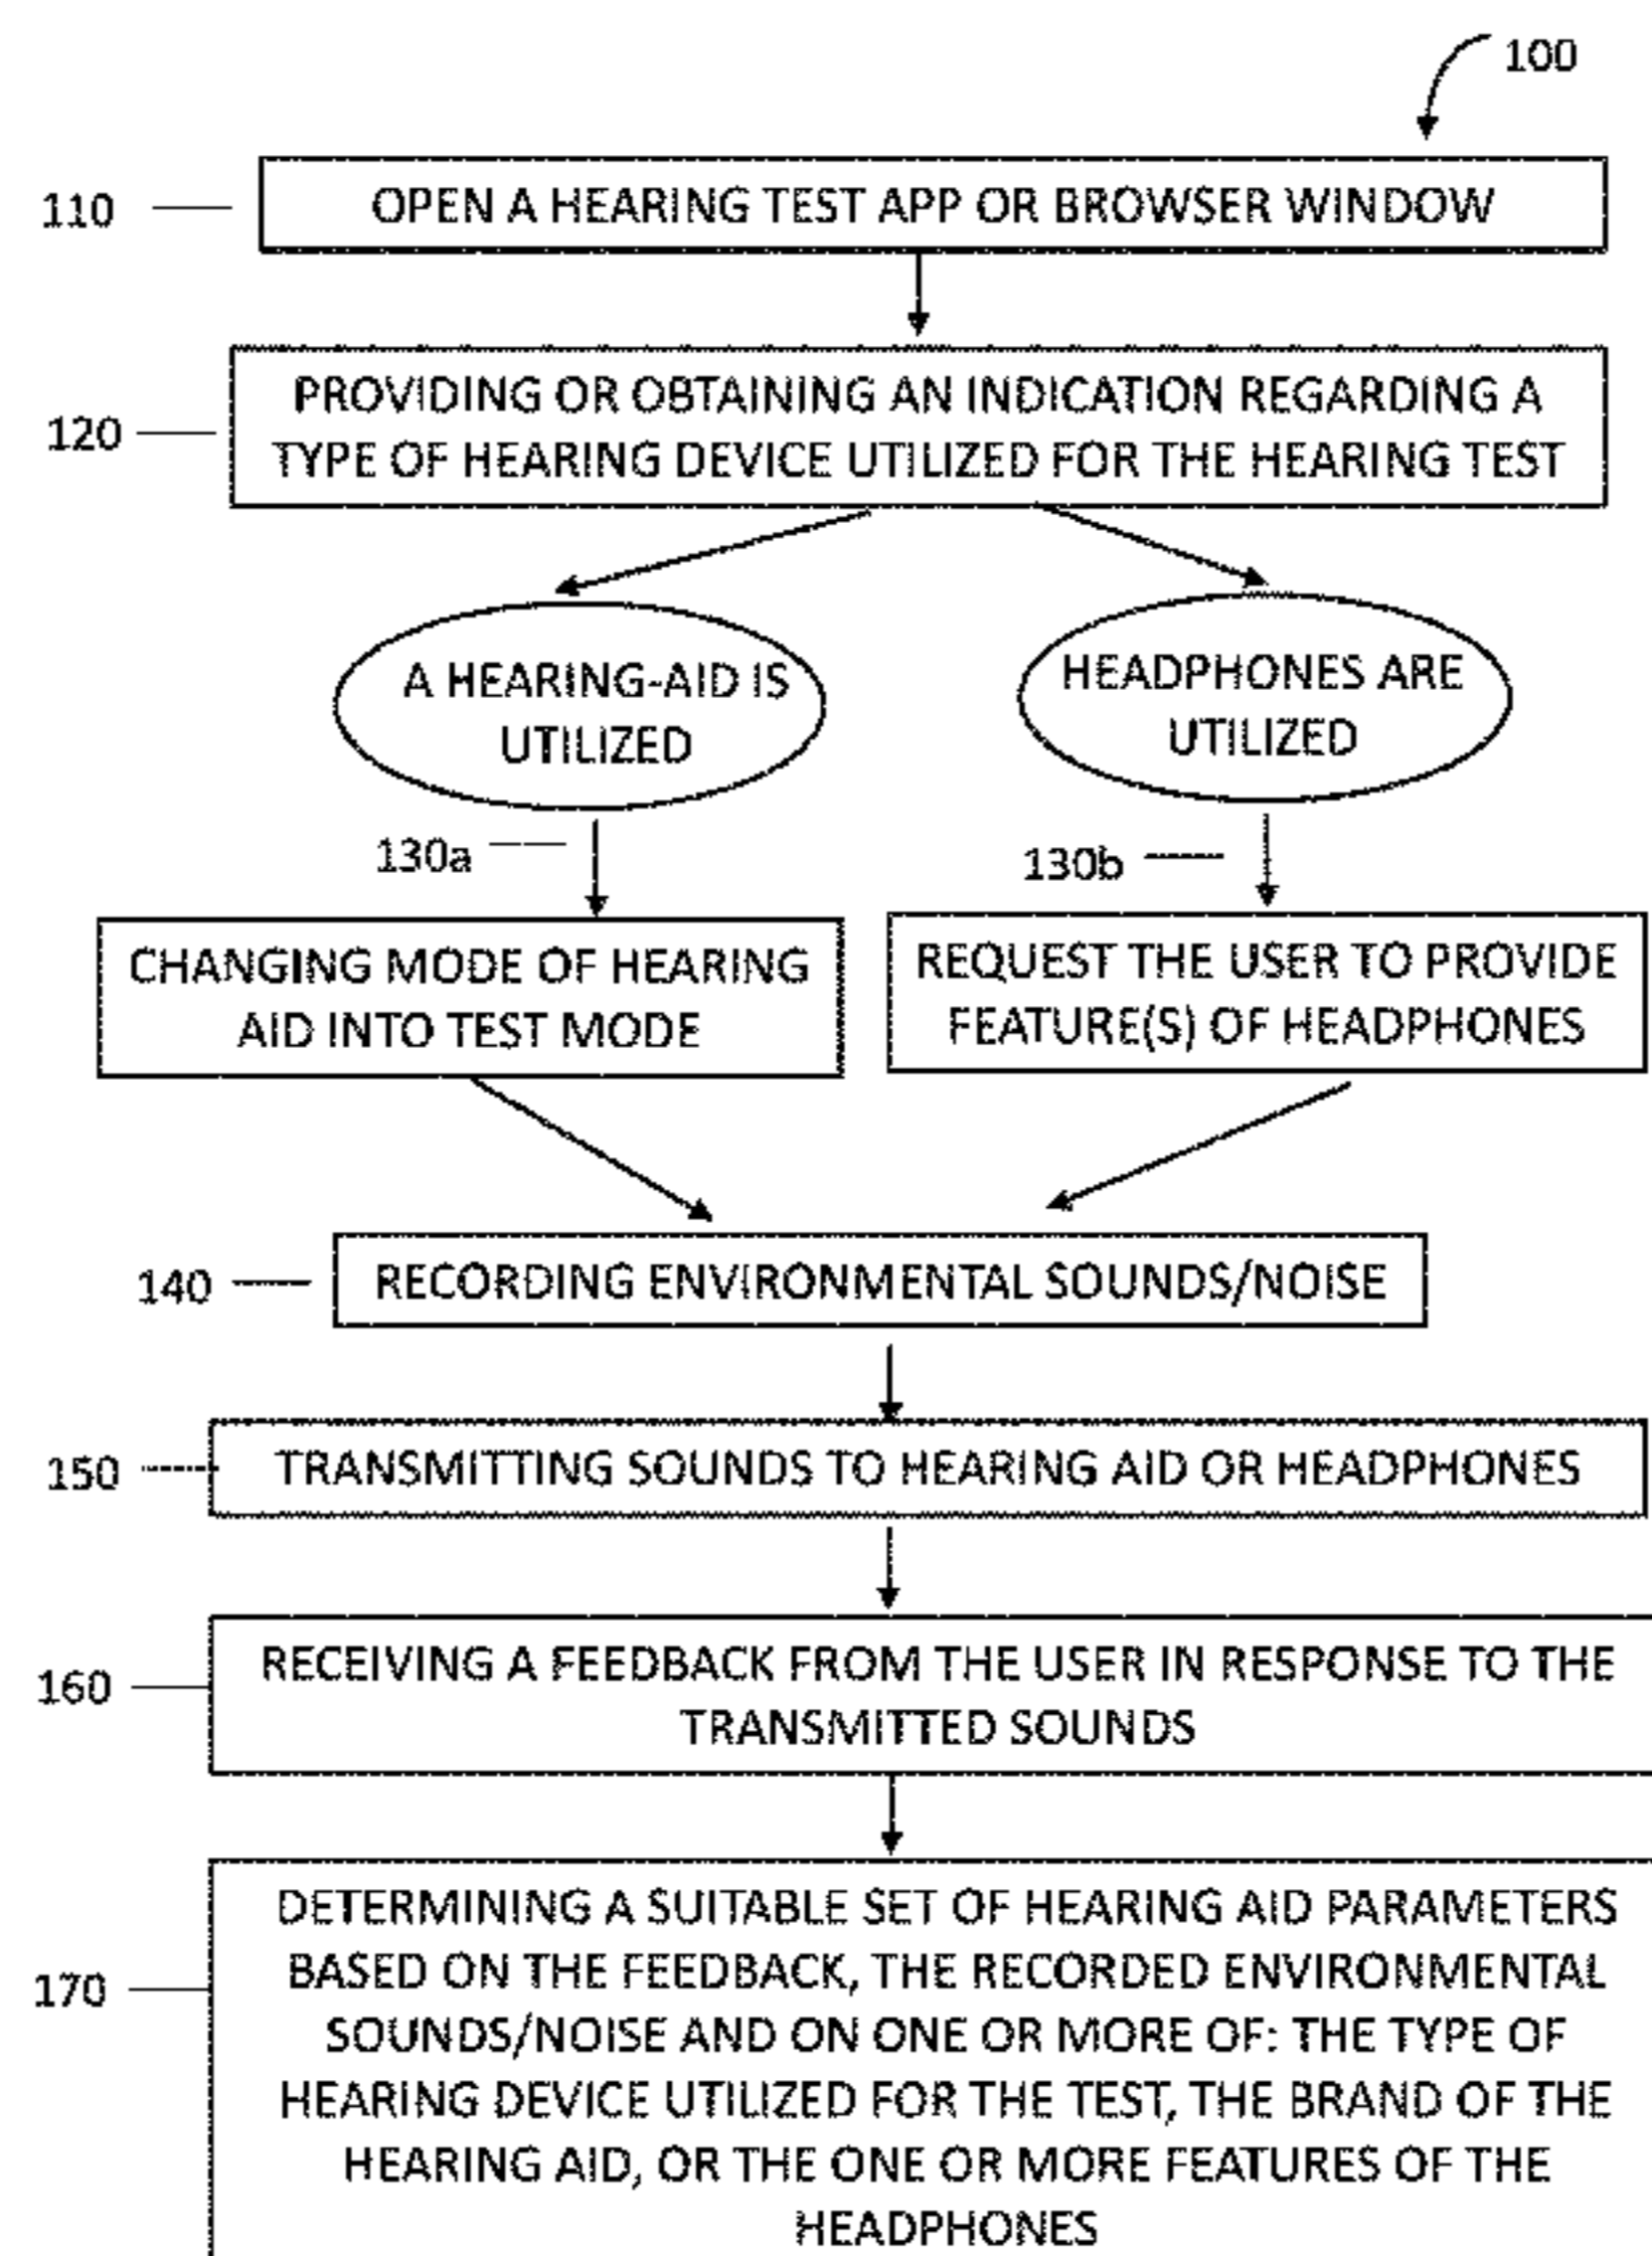 100
110
OPEN A HEARING TEST APP OR BROWSER WINDOW
120
PROVIDING OR OBTAINING AN INDICATION REGARDING A
TYPE OF HEARING DEVICE UTILIZED FOR THE HEARING TEST
A HEARING-AID IS
UTILIZED
HEADPHONES ARE
UTILIZED
130a
130b
CHANGING MODE OF HEARING
AID INTO TEST MODE
REQUEST THE USER TO PROVIDE
FEATURE(S) OF HEADPHONES
140
RECORDING ENVIRONMENTAL SOUNDS/NOISE
150
TRANSMITTING SOUNDS TO HEARING AID OR HEADPHONES
160
RECEIVING A FEEDBACK FROM THE USER IN RESPONSE TO THE
TRANSMITTED SOUNDS
170
DETERMINING A SUITABLE SET OF HEARING AID PARAMETERS
BASED ON THE FEEDBACK, THE RECORDED ENVIRONMENTAL
SOUNDS/NOISE AND ON ONE OR MORE OF: THE TYPE OF
HEARING DEVICE UTILIZED FOR THE TEST, THE BRAND OF THE
HEARING AID, OR THE ONE OR MORE FEATURES OF THE
HEADPHONES